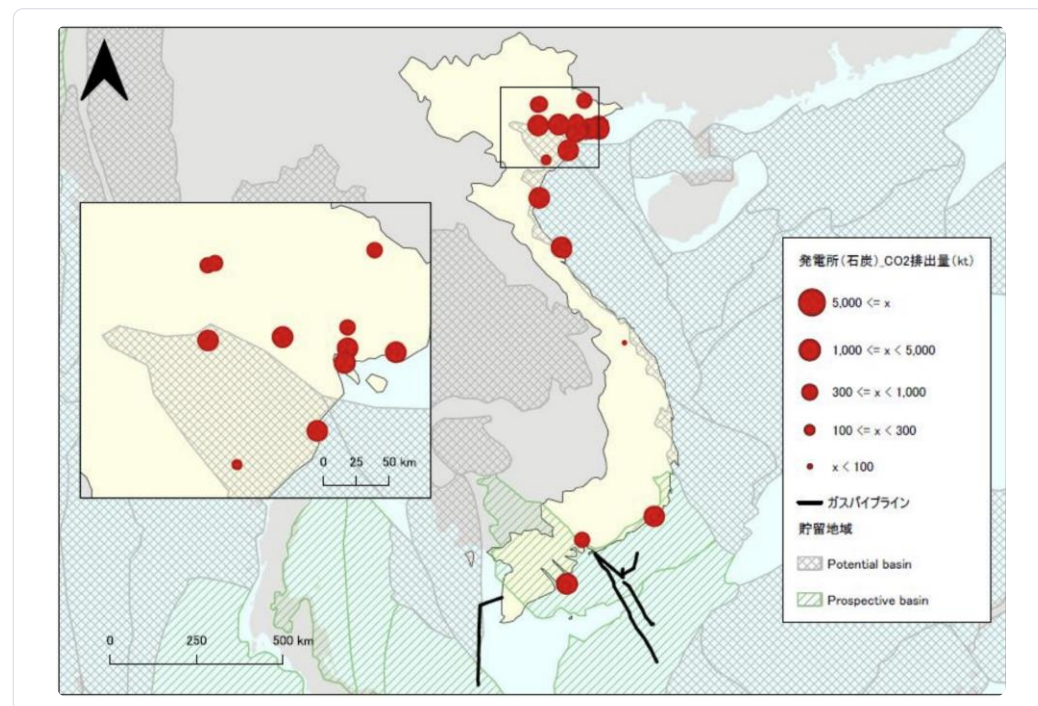 発電所(石炭)_CO2排出量(kt)
5,000 <= x
1,000 <= x < 5,000
300 <= x < 1,000
100 <= x < 300
x < 100
ガスパイプライン
貯留地域
Potential basin
Prospective basin
0 25 50 km
0 250 500 km